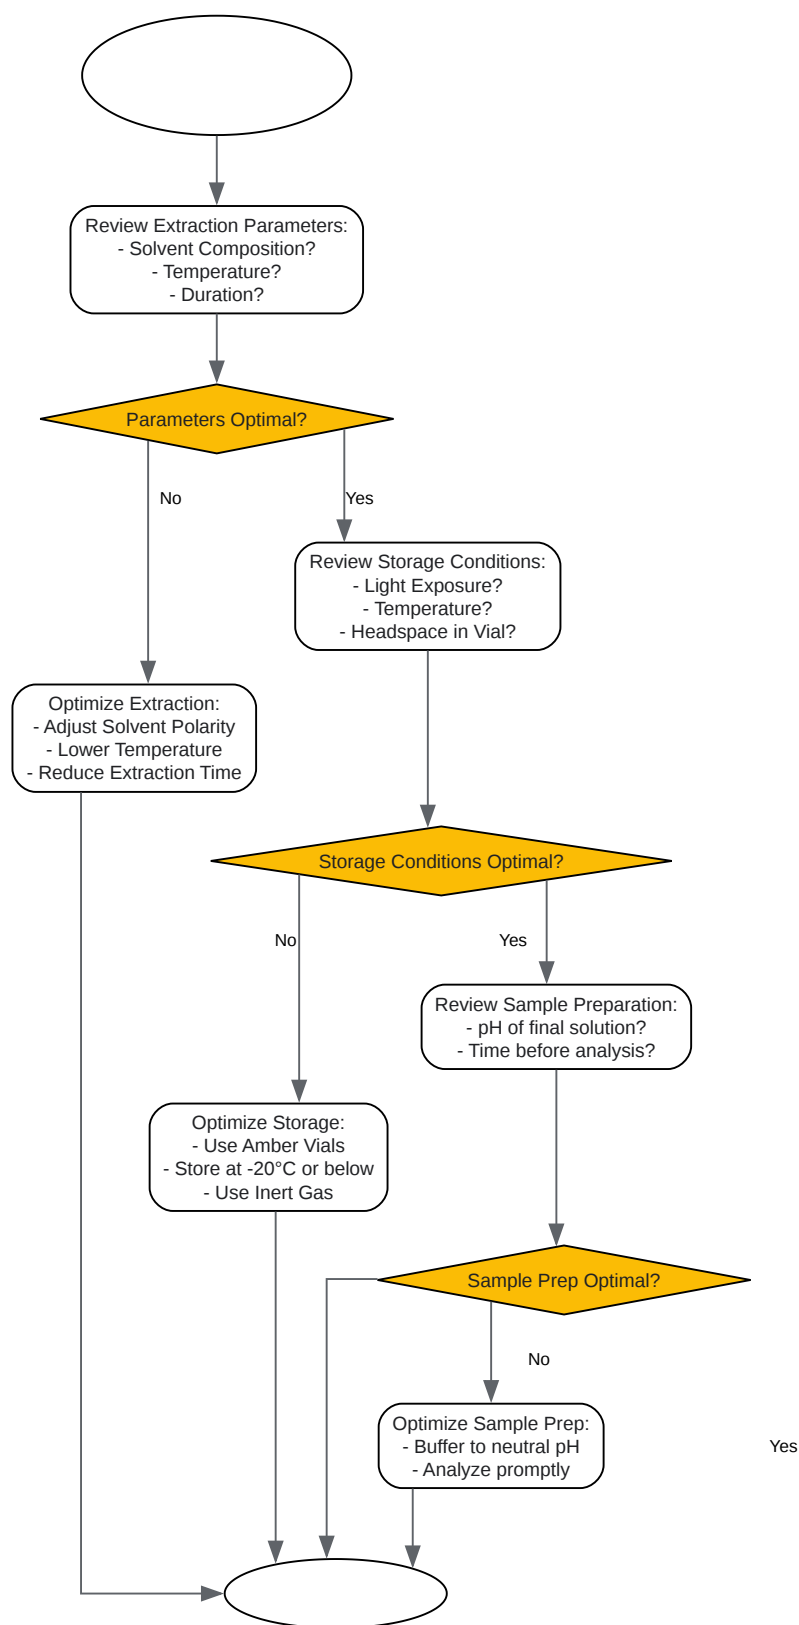 Review Extraction Parameters:
- Solvent Composition?
- Temperature?
- Duration?
Parameters Optimal?
No
Yes
Review Storage Conditions:
- Light Exposure?
- Temperature?
- Headspace in Vial?
Optimize Extraction:
- Adjust Solvent Polarity
- Lower Temperature
- Reduce Extraction Time
Storage Conditions Optimal?
No
Yes
Review Sample Preparation:
- pH of final solution?
- Time before analysis?
Optimize Storage:
- Use Amber Vials
- Store at -20°C or below
- Use Inert Gas
Sample Prep Optimal?
No
Optimize Sample Prep:
- Buffer to neutral pH
- Analyze promptly
Yes